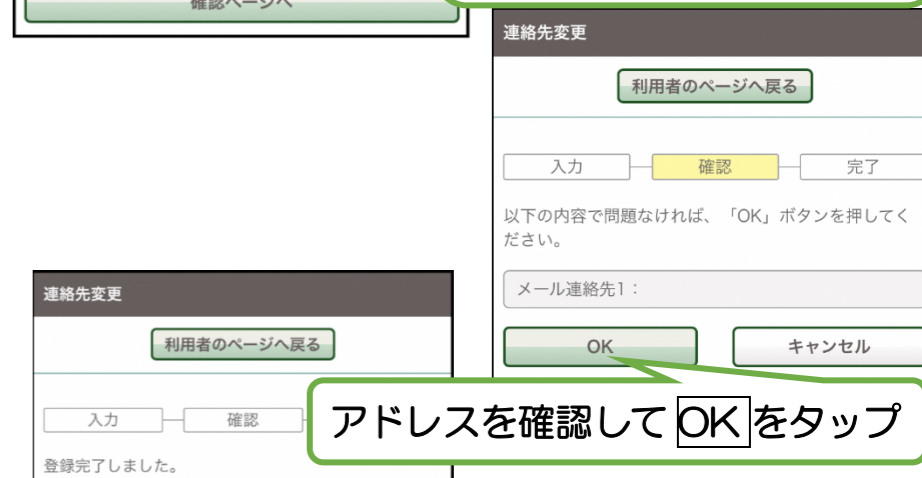 確認ページへ
連絡先変更
利用者のページへ戻る
入力
確認
完了
以下の内容で問題なければ、「OK」ボタンを押してく
ださい。
メール連絡先1：
OK
キャンセル
アドレスを確認して OK をタップ
連絡先変更
利用者のページへ戻る
入力
確認
登録完了しました。